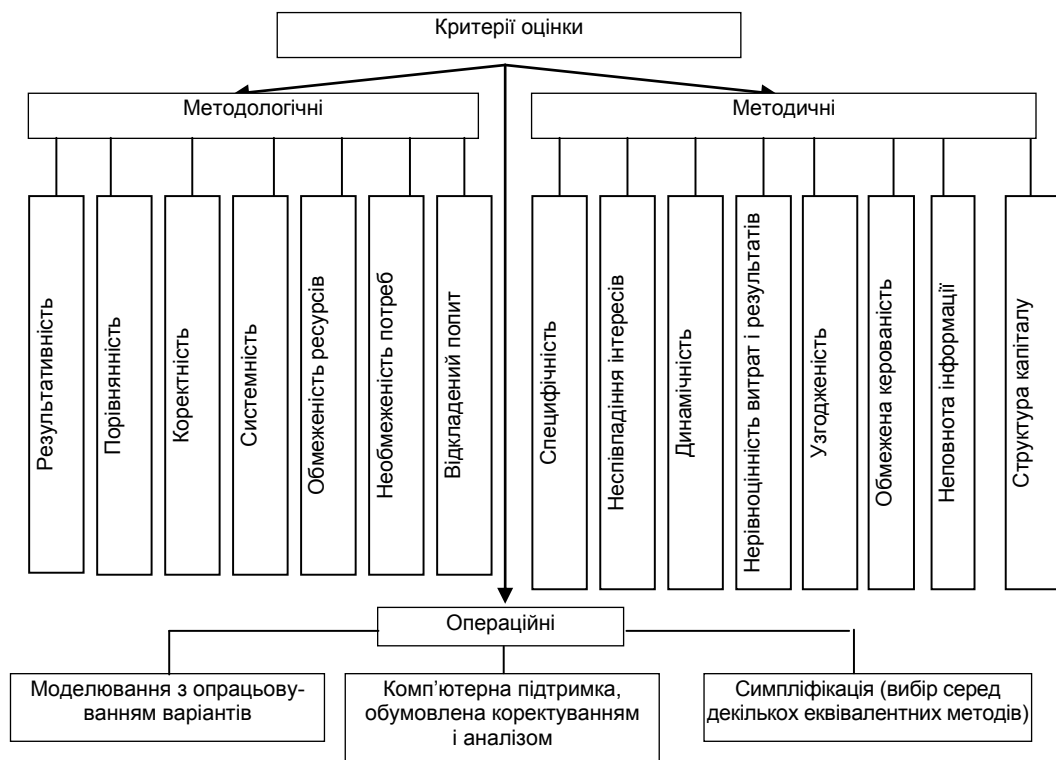 Критерії оцінки
Методологічні
Методичні
Результативність
Порівнянність
Коректність
Системність
Обмеженість ресурсів
Необмеженість потреб
Відкладений попит
Специфічність
Неспівпадіння інтересів
Динамічність
Нерівноцінність витрат і результатів
Узгодженість
Обмежена керованість
Неповнота інформації
Структура капіталу
Операційні
Моделювання з опрацьову-
ванням варіантів
Комп’ютерна підтримка,
обумовлена коректуванням
і аналізом
Симпліфікація (вибір серед
декількох еквівалентних методів)